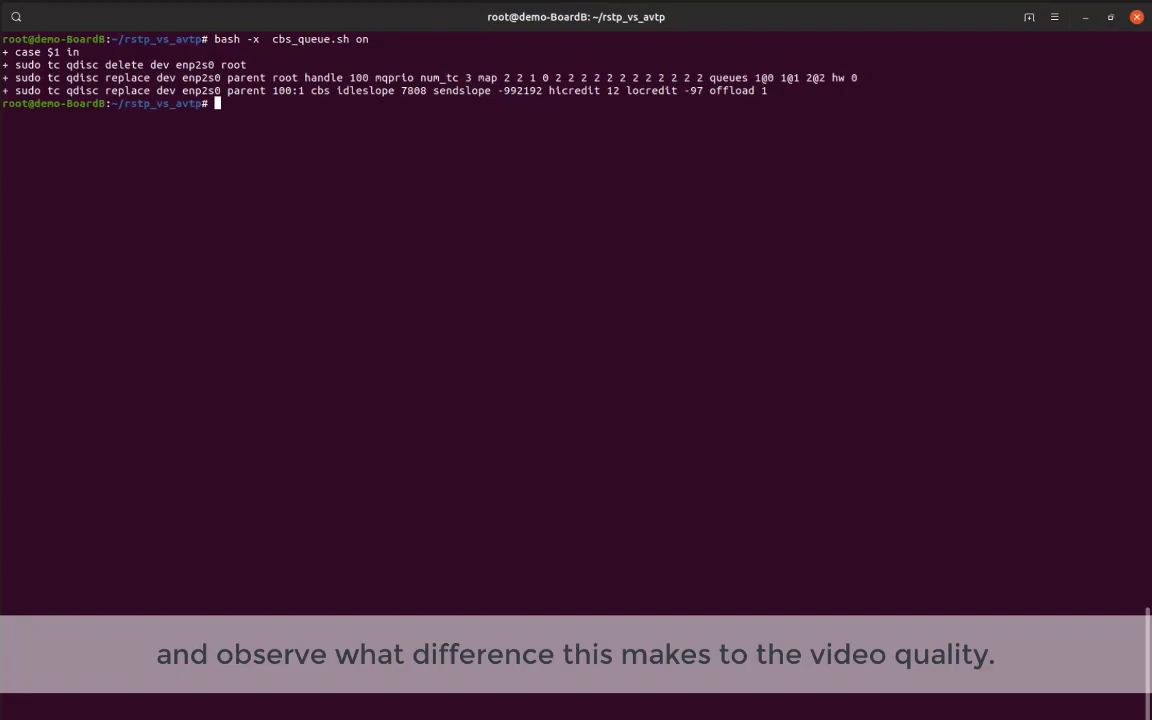 root@demo-BoardB: ~/rstp_vs_avtp
root@demo-BoardB:~/rstp_vs_avtp# bash -x  cbs_queue.sh on
+ case $1 in
+ sudo tc qdisc delete dev enp2s0 root
+ sudo tc qdisc replace dev enp2s0 parent root handle 100 mqprio num_tc 3 map 2 2 1 0 2 2 2 2 2 2 2 2 2 2 2 2 queues 1@0 1@1 2@2 hw 0
+ sudo tc qdisc replace dev enp2s0 parent 100:1 cbs idleslope 7808 sendslope -992192 hicredit 12 locredit -97 offload 1
root@demo-BoardB:~/rstp_vs_avtp#
and observe what difference this makes to the video quality.